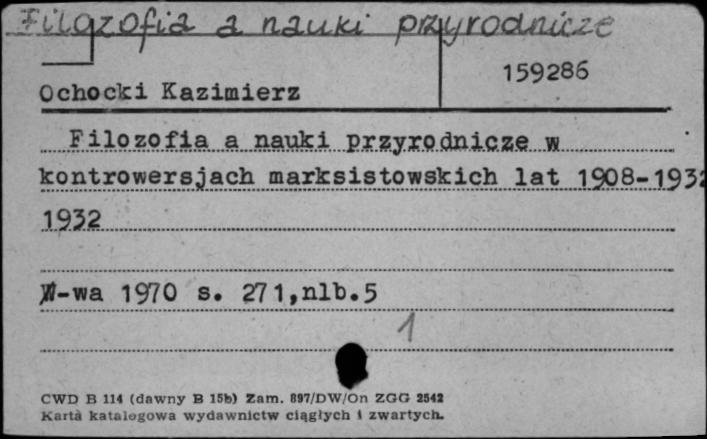 Filozofia a nauki przyrodnicze
159286
Ochocki Kazimierz
Filozofia a nauki przyrodnicze w
kontrowersjach marksistowskich lat 1908-1932
1932
W-wa 1970 s. 271,nlb.5
1
CWD B 114 (dawny B 15b) Zam. 897/DW/On ZGG 2542
Karta katalogowa wydawnictw ciągłych i zwartych.